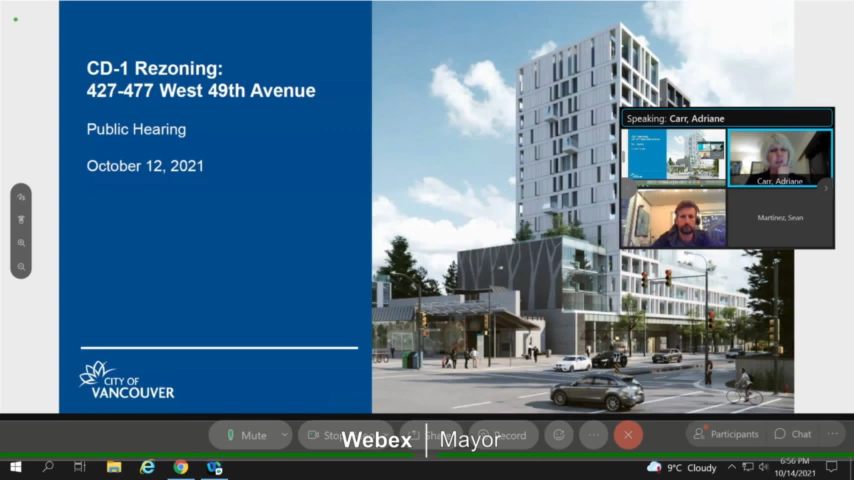 CD-1 Rezoning:
427-477 West 49th Avenue
Public Hearing
October 12, 2021
CITY OF
VANCOUVER
Speaking: Carr, Adriane
Carr, Adriane
Martinez, Sean
Mute
Webex | Mayor
Record
Participants
Chat
9°C Cloudy
6:56 PM
10/14/2021